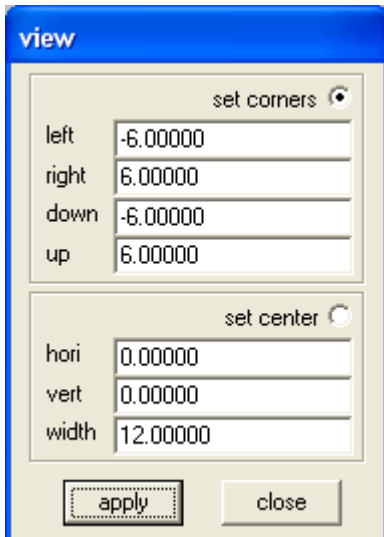 view
set corners
left -6.00000
right 6.00000
down -6.00000
up 6.00000
set center
hori 0.00000
vert 0.00000
width 12.00000
apply close